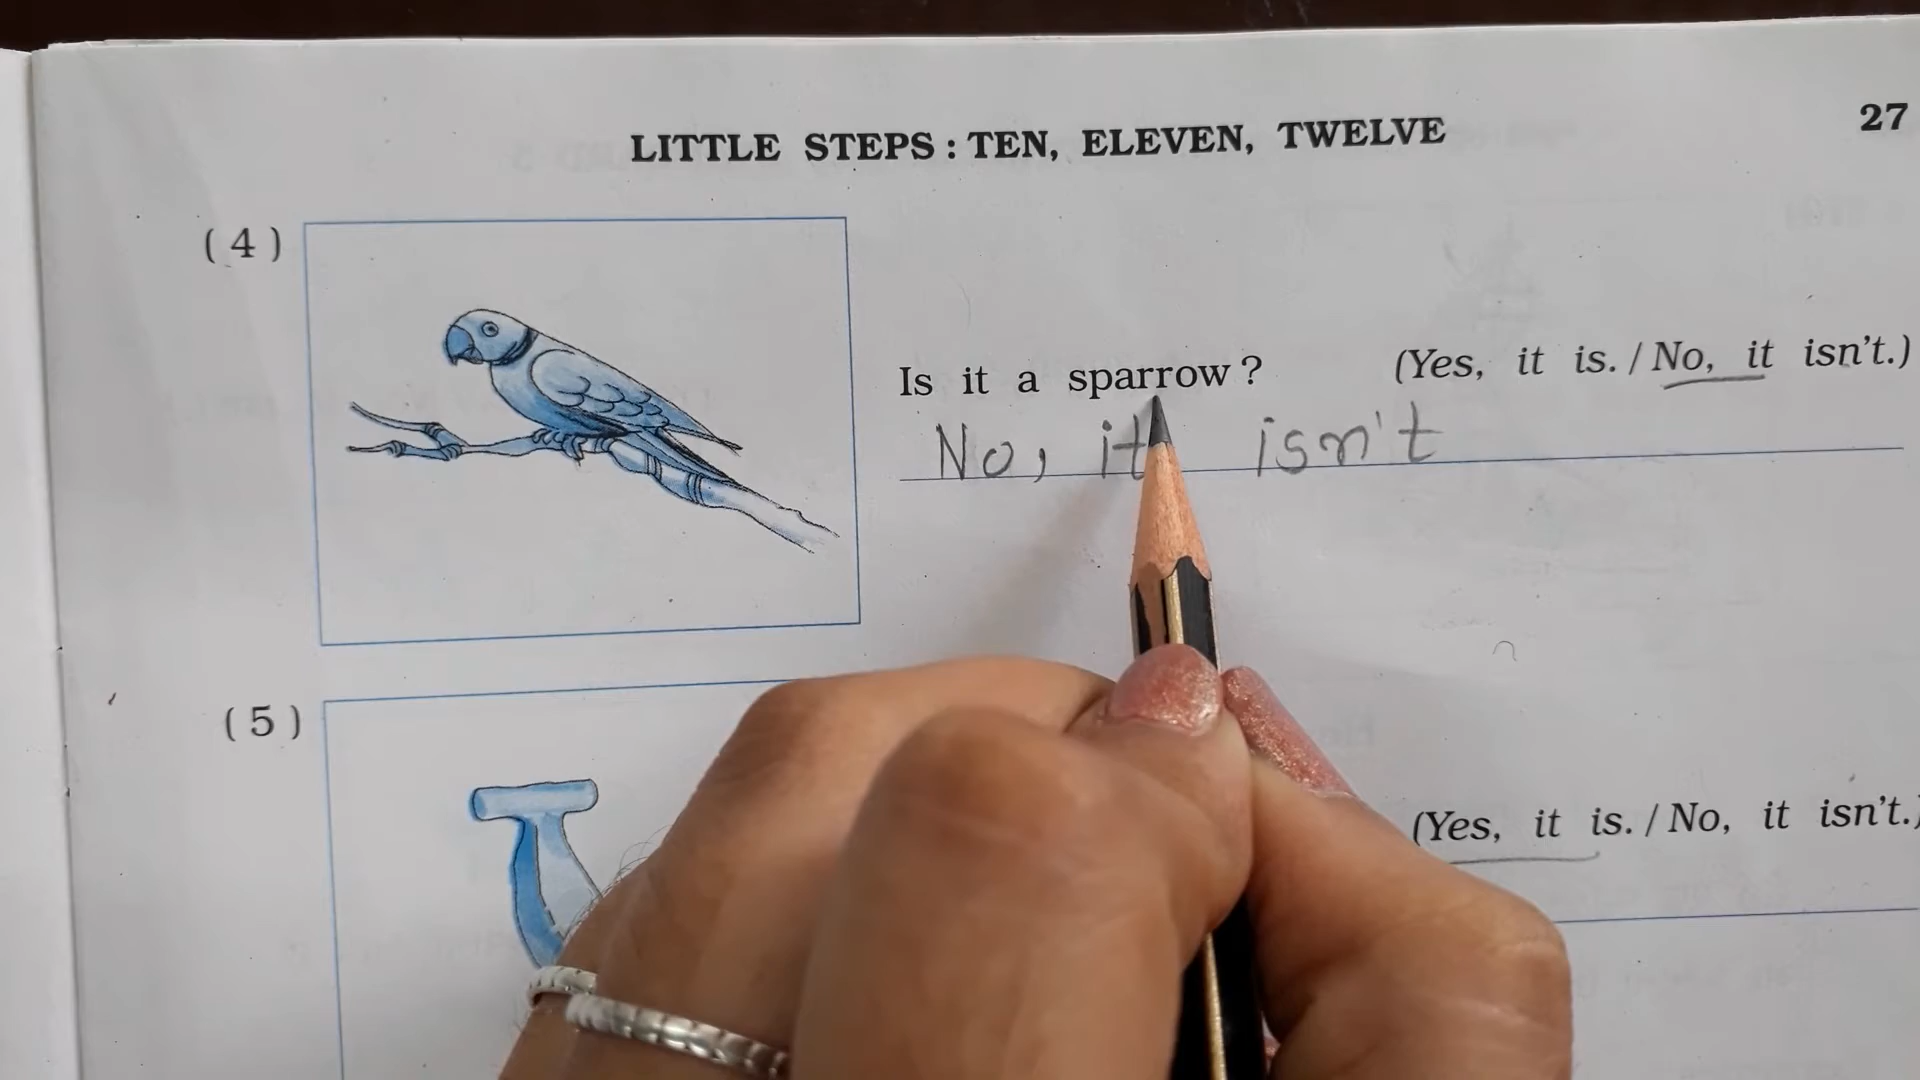 LITTLE STEPS : TEN, ELEVEN, TWELVE 27
(4)
Is it a sparrow ? (Yes, it is. / No, it isn't.)
No, it isn't
(5)
(Yes, it is. / No, it isn't.)